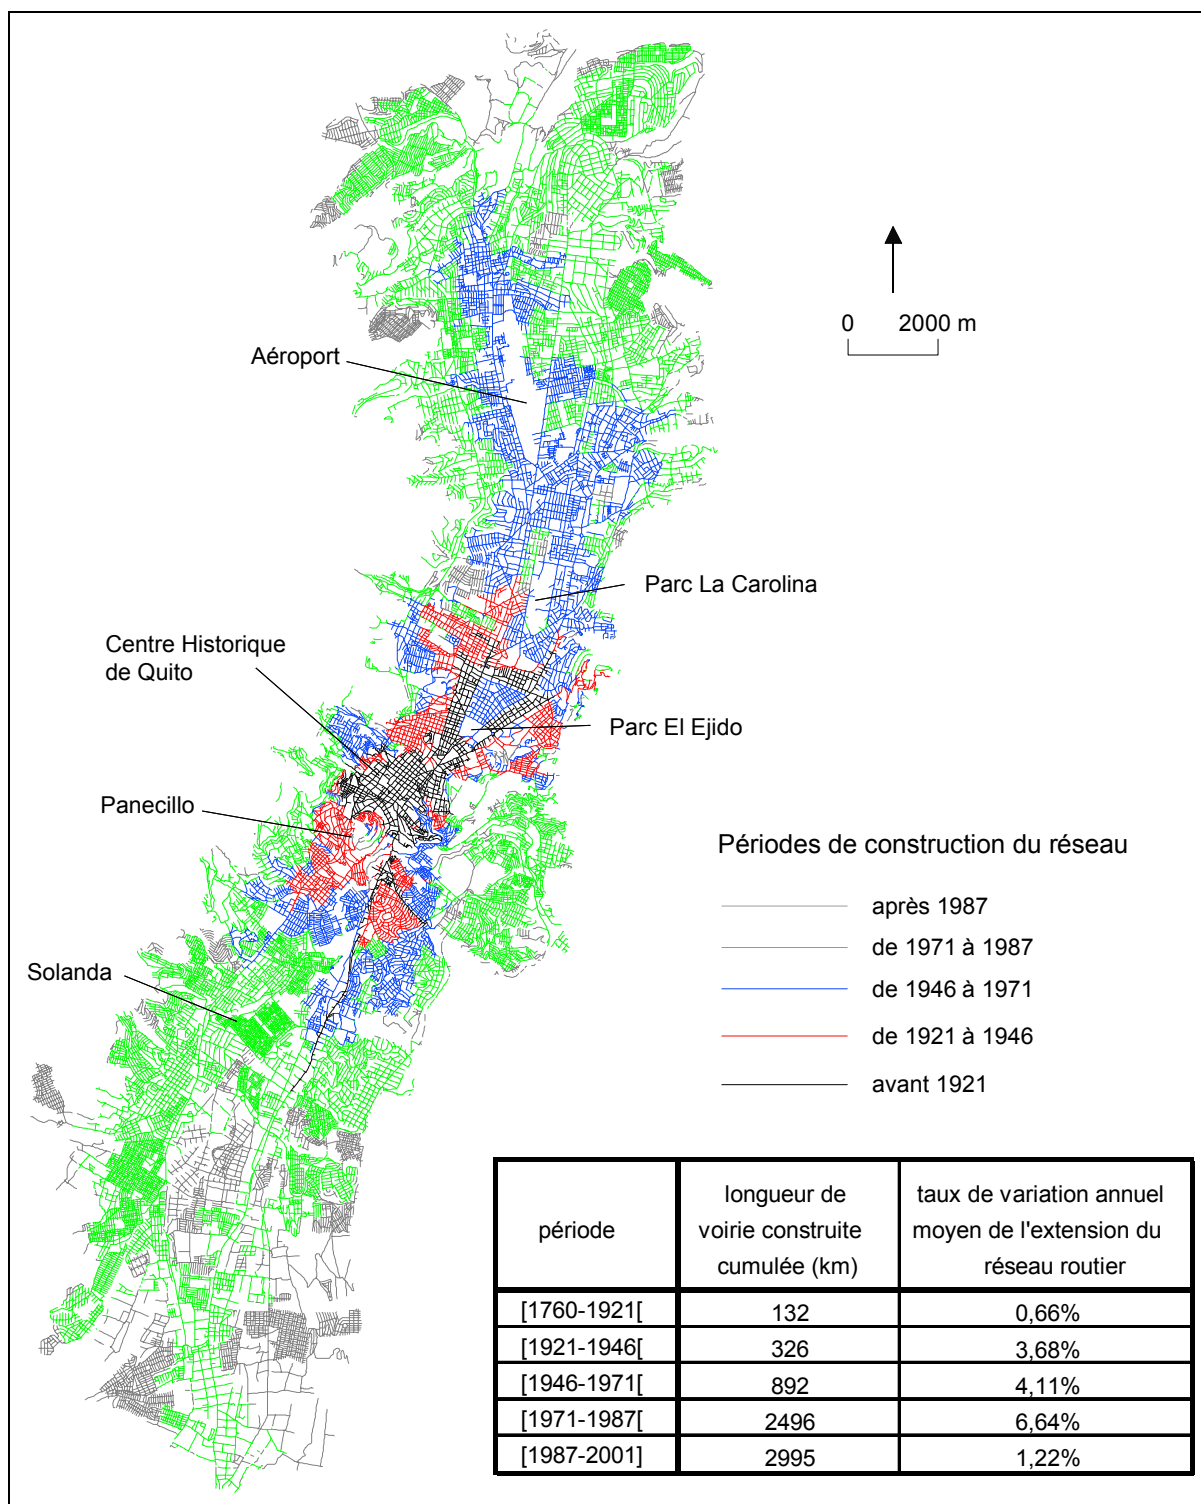 0 2000 m
Aéroport
Parc La Carolina
Centre Historique
de Quito
Parc El Ejido
Panecillo
Solanda
Périodes de construction du réseau
après 1987
de 1971 à 1987
de 1946 à 1971
de 1921 à 1946
avant 1921
période
longueur de
voirie construite
cumulée (km)
taux de variation annuel
moyen de l'extension du
réseau routier
[1760-1921[ 132 0,66%
[1921-1946[ 326 3,68%
[1946-1971[ 892 4,11%
[1971-1987[ 2496 6,64%
[1987-2001] 2995 1,22%